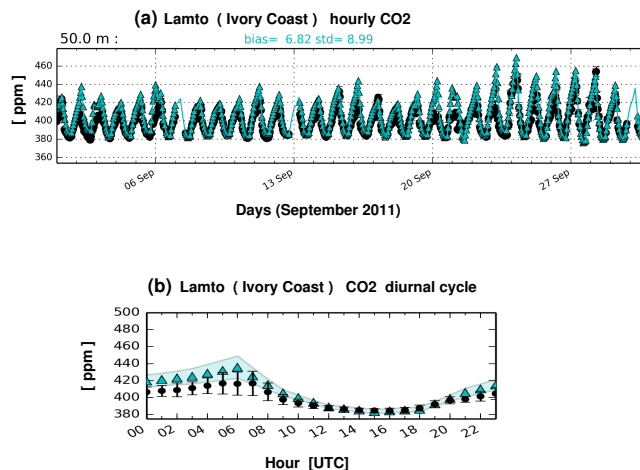 (a) Lamto ( Ivory Coast ) hourly CO2
50.0 m : bias= 6.82 std= 8.99
[ ppm ]
460
440
420
400
380
360
06 Sep 13 Sep 20 Sep 27 Sep
Days (September 2011)
(b) Lamto ( Ivory Coast ) CO2 diurnal cycle
[ ppm ]
500
480
460
440
420
400
380
00 02 04 06 08 10 12 14 16 18 20 22
Hour [UTC]